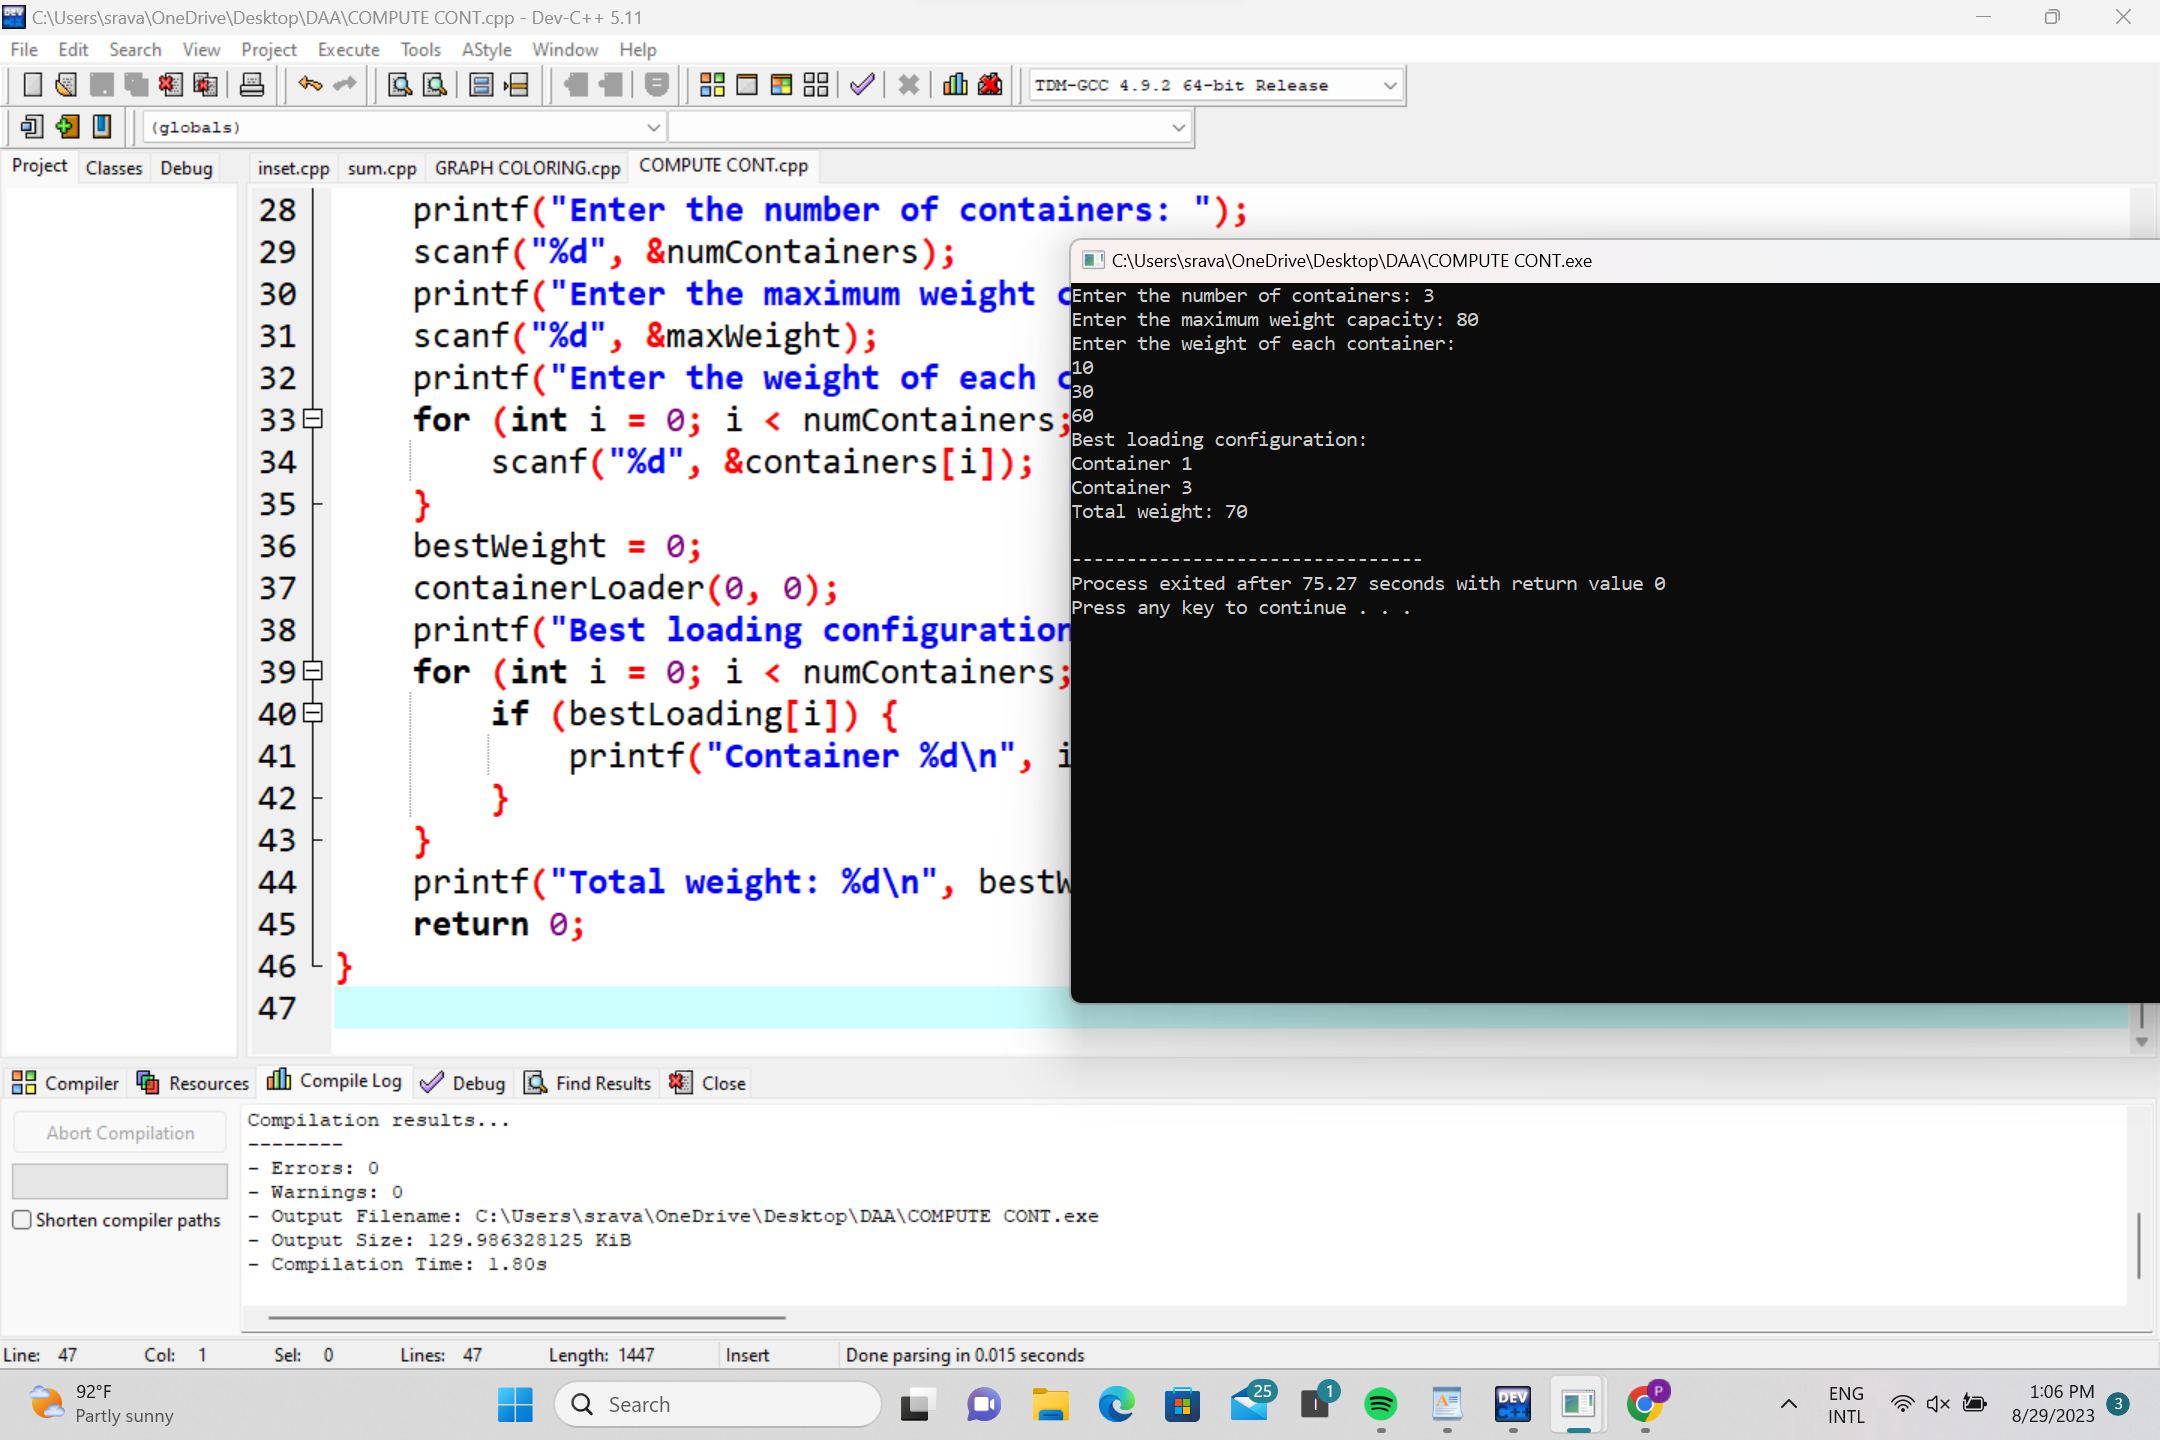 C:\Users\srava\OneDrive\Desktop\DAA\COMPUTE CONT.cpp - Dev-C++ 5.11
File Edit Search View Project Execute Tools AStyle Window Help
TDM-GCC 4.9.2 64-bit Release
(globals)
Project Classes Debug
inset.cpp sum.cpp GRAPH COLORING.cpp COMPUTE CONT.cpp
28 printf("Enter the number of containers: ");
29 scanf("%d", &numContainers);
30 printf("Enter the maximum weight c
31 scanf("%d", &maxWeight);
32 printf("Enter the weight of each c
33 for (int i = 0; i < numContainers;
34 scanf("%d", &containers[i]);
35 }
36 bestWeight = 0;
37 containerLoader(0, 0);
38 printf("Best loading configuration
39 for (int i = 0; i < numContainers;
40 if (bestLoading[i]) {
41 printf("Container %d\n", i
42 }
43 }
44 printf("Total weight: %d\n", bestW
45 return 0;
46 }
47
C:\Users\srava\OneDrive\Desktop\DAA\COMPUTE CONT.exe
Enter the number of containers: 3
Enter the maximum weight capacity: 80
Enter the weight of each container:
10
30
60
Best loading configuration:
Container 1
Container 3
Total weight: 70
--------------------------------
Process exited after 75.27 seconds with return value 0
Press any key to continue . . .
Compiler Resources Compile Log Debug Find Results Close
Abort Compilation
Shorten compiler paths
Compilation results...
--------
- Errors: 0
- Warnings: 0
- Output Filename: C:\Users\srava\OneDrive\Desktop\DAA\COMPUTE CONT.exe
- Output Size: 129.986328125 KiB
- Compilation Time: 1.80s
Line: 47 Col: 1 Sel: 0 Lines: 47 Length: 1447 Insert Done parsing in 0.015 seconds
92°F
Partly sunny
Search
25
1
DEV
C++
P
ENG
INTL
1:06 PM
8/29/2023
3